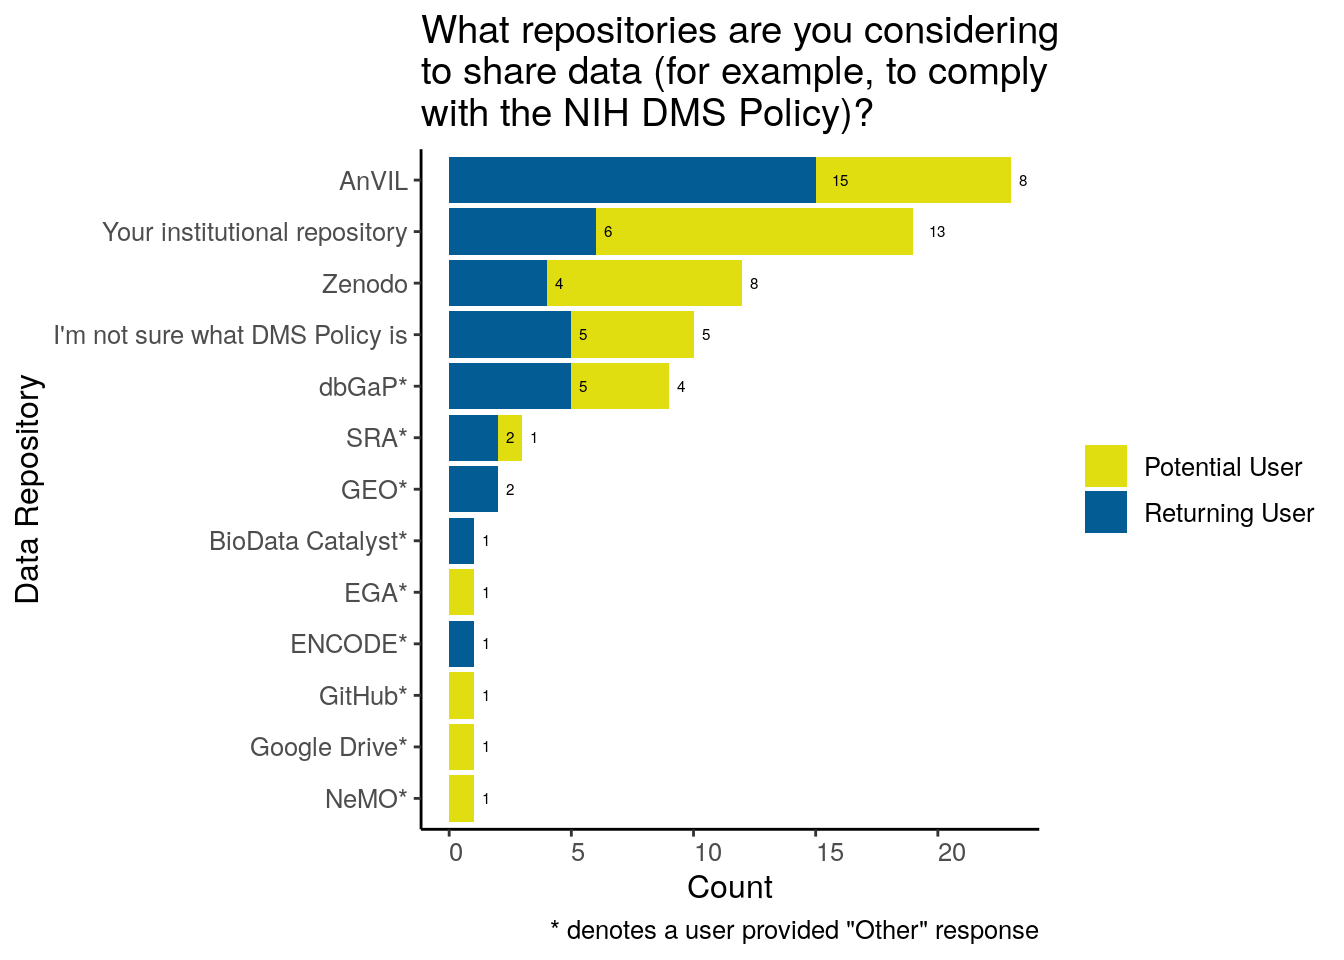 What repositories are you considering
to share data (for example, to comply
with the NIH DMS Policy)?
AnVIL 15 8
Your institutional repository 6 13
Zenodo 4 8
I'm not sure what DMS Policy is 5 5
dbGaP* 5 4
SRA* 2 1
GEO* 2
BioData Catalyst* 1
EGA* 1
ENCODE* 1
GitHub* 1
Google Drive* 1
NeMO* 1
Data Repository
0 5 10 15 20
Count
* denotes a user provided "Other" response
Potential User
Returning User